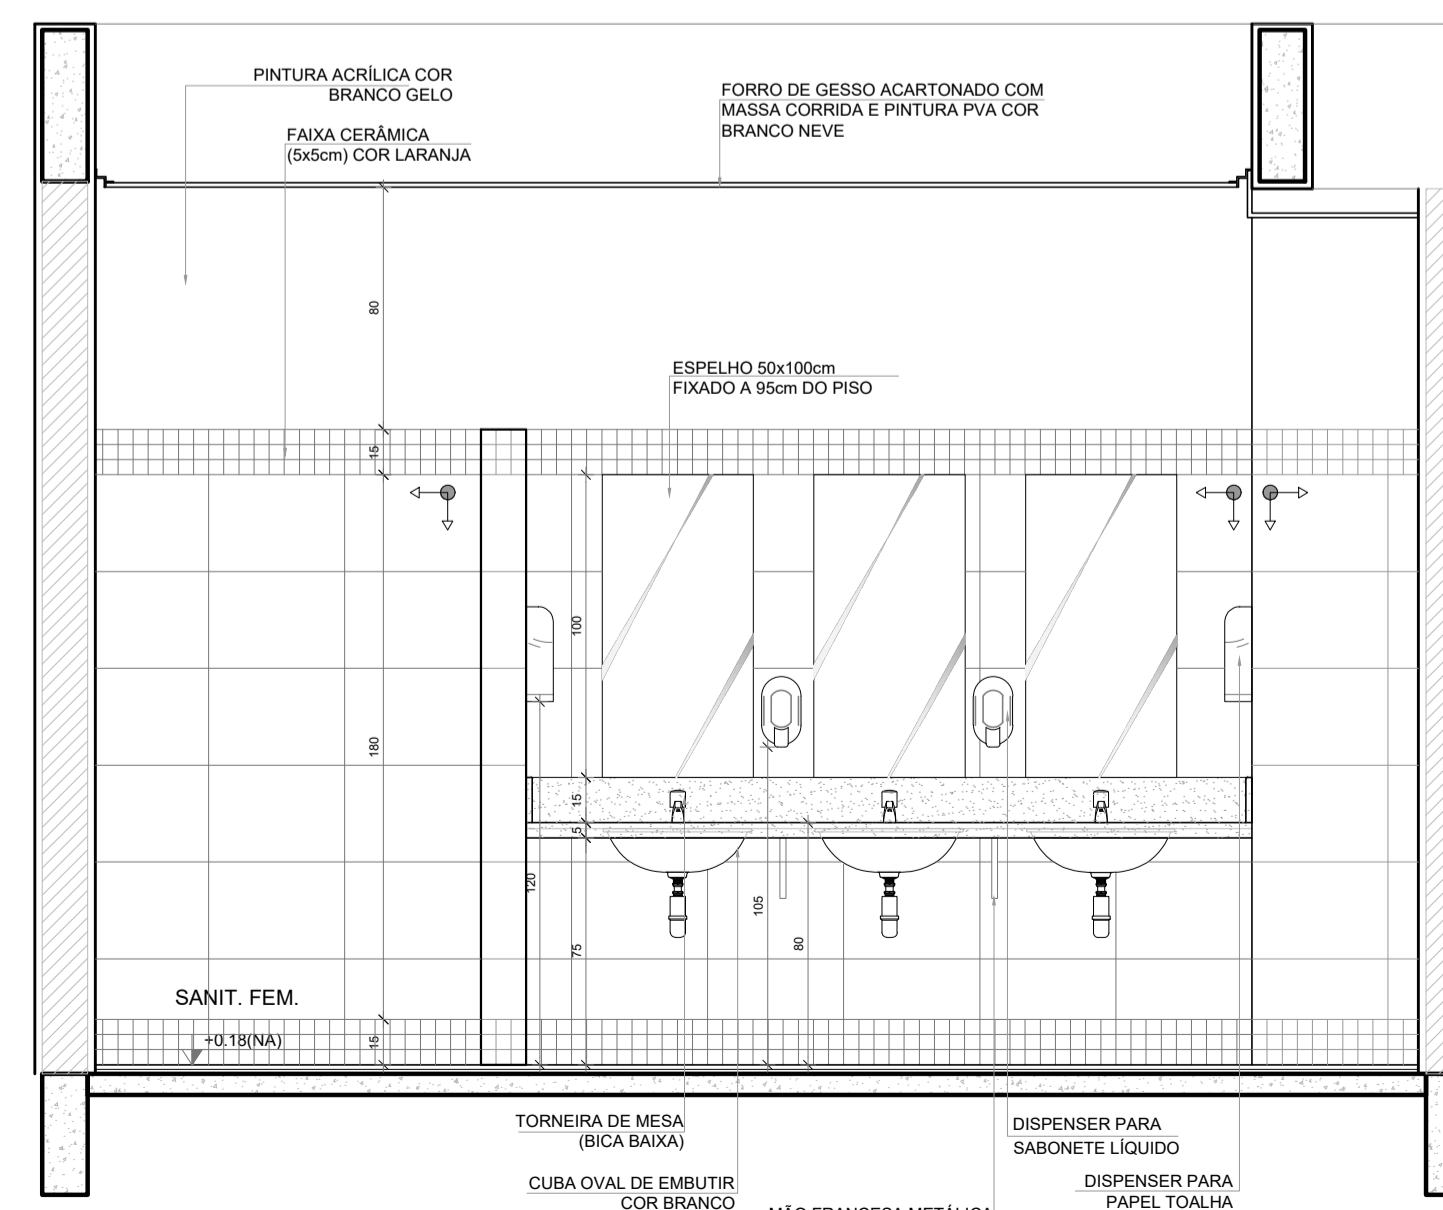 PINTURA ACRÍLICA COR
BRANCO GELO
FAIXA CERÂMICA
(5x5cm) COR LARANJA
FORRO DE GESSO ACARTONADO COM
MASSA CORRIDA E PINTURA PVA COR
BRANCO NEVE
80
ESPELHO 50x100cm
FIXADO A 95cm DO PISO
15
100
180
15
5
120
105
80
75
SANIT. FEM.
+0.18(NA)
15
TORNEIRA DE MESA
(BICA BAIXA)
CUBA OVAL DE EMBUTIR
COR BRANCO
MÃO FRANCESA METÁLICA
DISPENSER PARA
SABONETE LÍQUIDO
DISPENSER PARA
PAPEL TOALHA